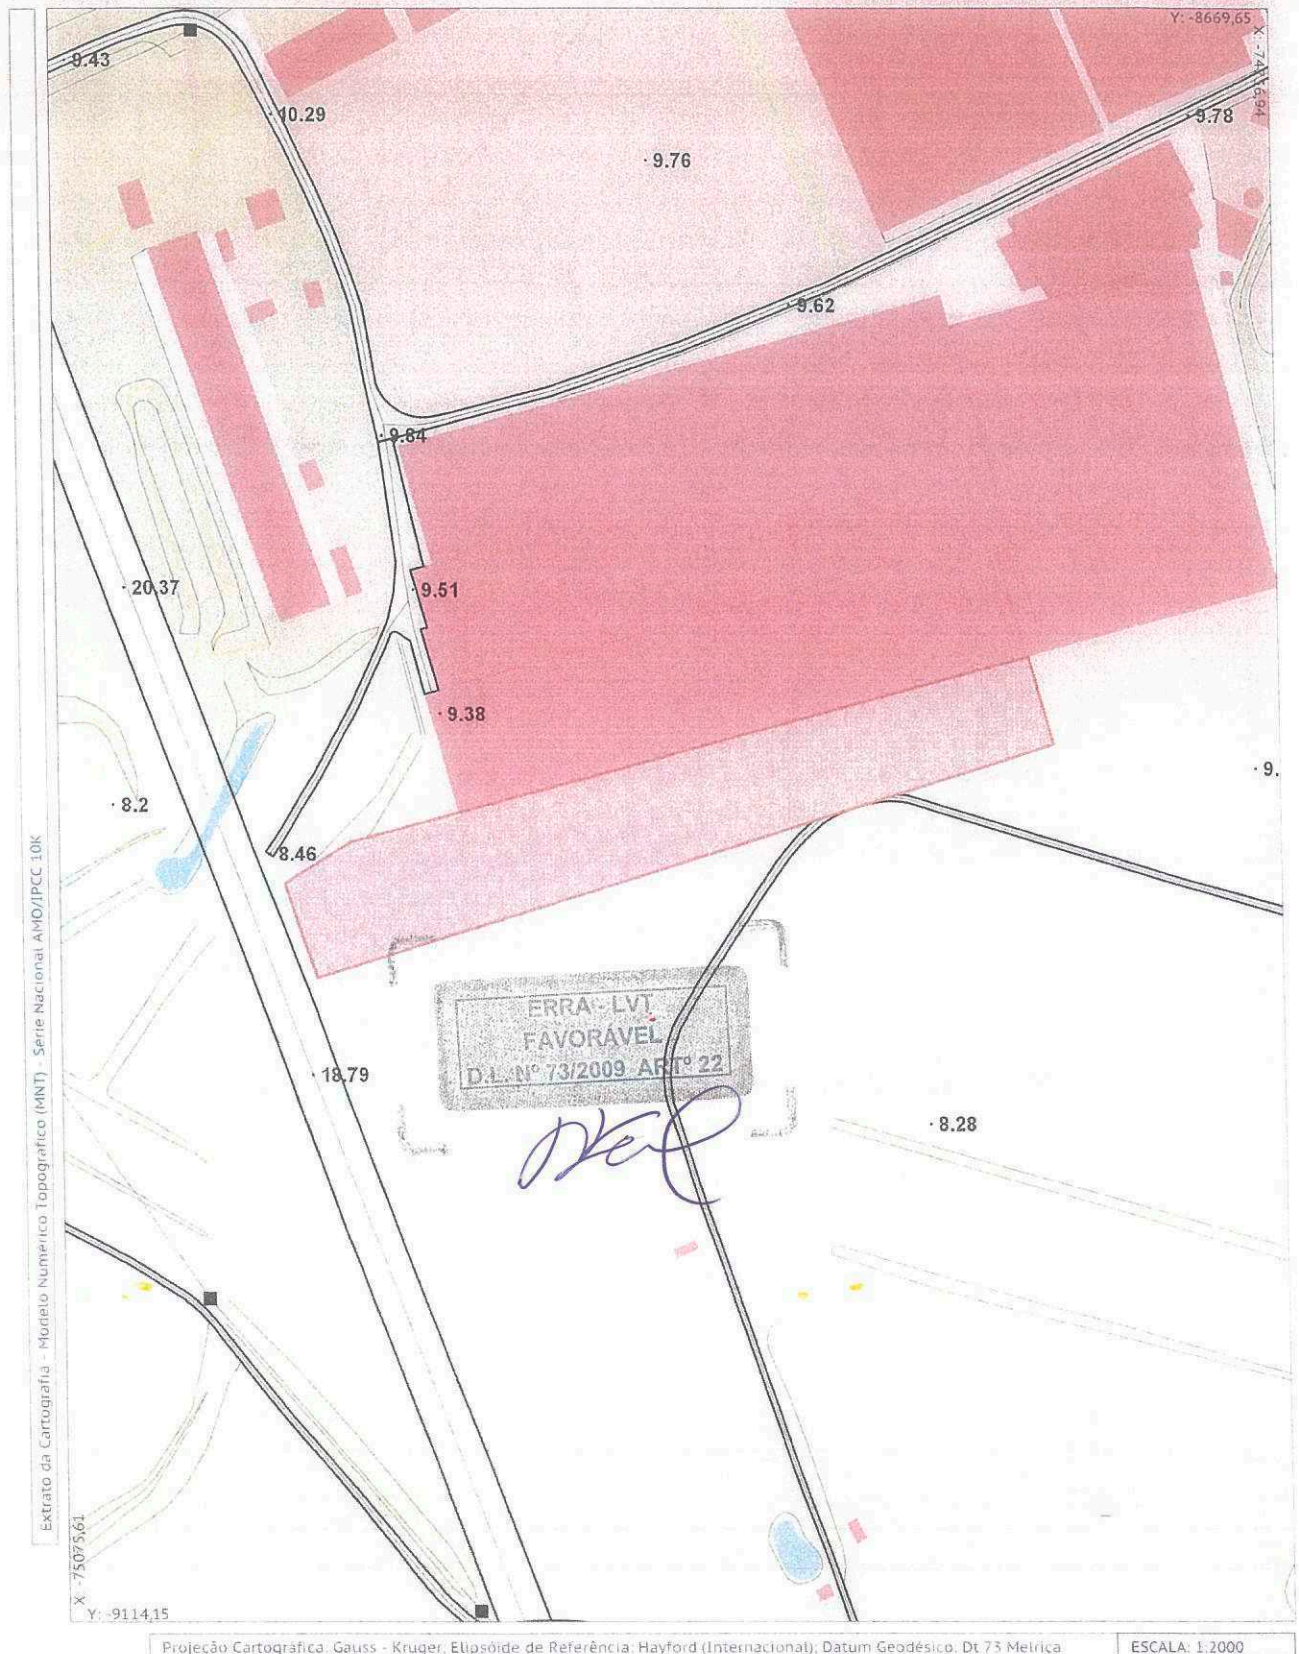 Y: -8669,65
9.43
10.29
9.78
9.76
9.62
9.84
20.37
9.51
9.38
9.
8.2
8.46
ERRA - LVT
FAVORÁVEL
D.L. Nº 73/2009 ARTº 22
18.79
8.28
Extrato da Cartografia - Modelo Numérico Topográfico (MNT) - Série Nacional AMO/IPCC 10K
X: -75075,61
Y: -9114,15
Projeção Cartográfica: Gauss - Kruger; Elipsóide de Referência: Hayford (Internacional); Datum Geodésico: Dt 73 Melriça
ESCALA: 1:2000